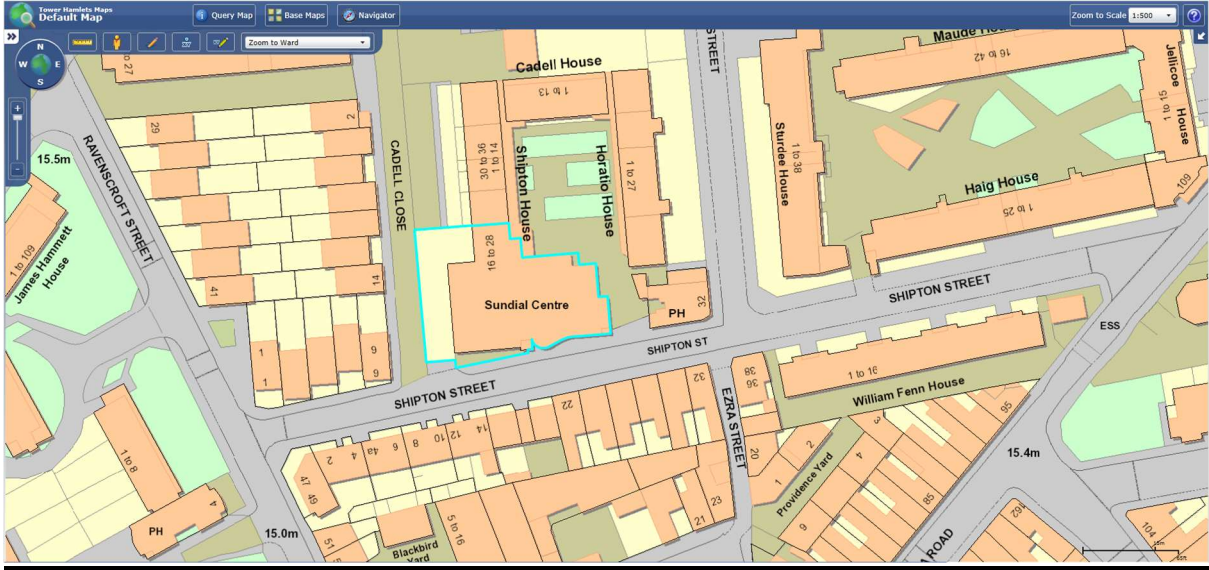 Tower Hamlets Maps
Default Map
Query Map
Base Maps
Navigator
Zoom to Scale 1:500
Zoom to Ward
N
W E
S
15.5m
RAVENSCROFT STREET
James Hammett
House
1 to 109
27
29
2
41
14
CADELL CLOSE
Cadell House
1 to 13
30 to 36
1 to 14
Shipton House
Horatio House
1 to 27
16 to 28
Sundial Centre
PH
32
STREET
Sturdee House
1 to 38
Maude
16 to 42
Jellicoe
House
1 to 15
Haig House
1 to 25
109
SHIPTON STREET
ESS
SHIPTON ST
SHIPTON STREET
1
1
9
9
1 to 8
4
PH
15.0m
47
49
51
2
4
4a
6
8
10
12
14
22
32
Blackbird
Yard
5 to 16
21
23
EZRA STREET
38
36
20
1
2
Providence Yard
9
1 to 16
William Fenn House
3
4
85
95
15.4m
ROAD
162
104
15m